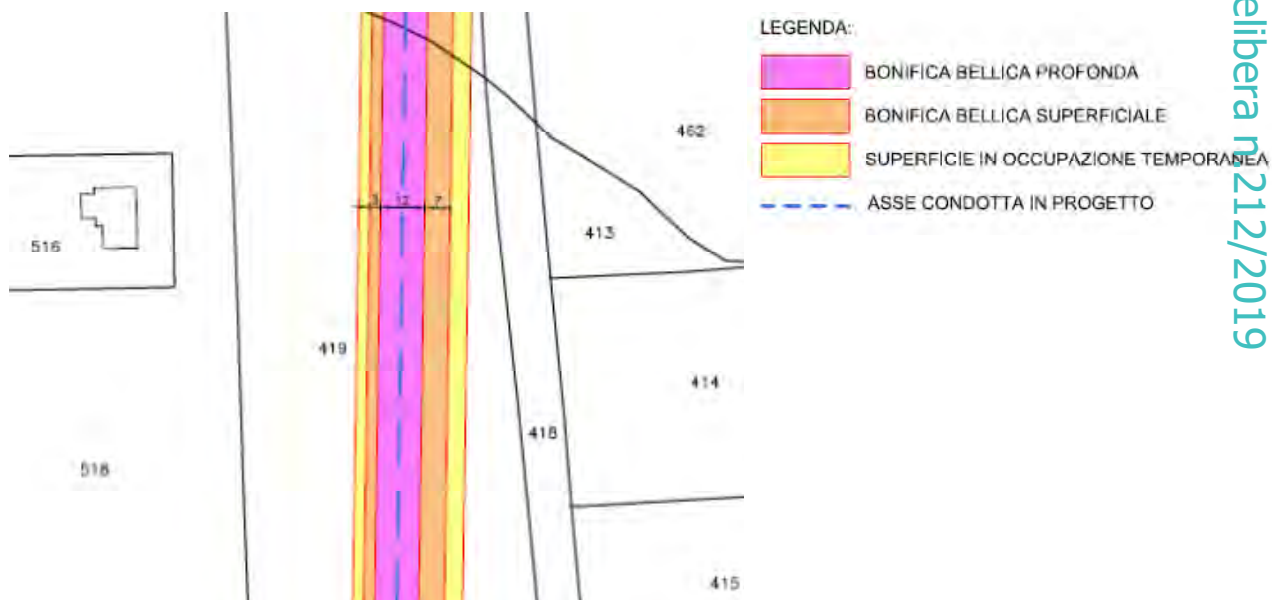 LEGENDA:
BONIFICA BELLICA PROFONDA
BONIFICA BELLICA SUPERFICIALE
SUPERFICIE IN OCCUPAZIONE TEMPORANEA
ASSE CONDOTTA IN PROGETTO
462
3 12 7
413
516
419
414
418
518
415
elibera n.212/2019